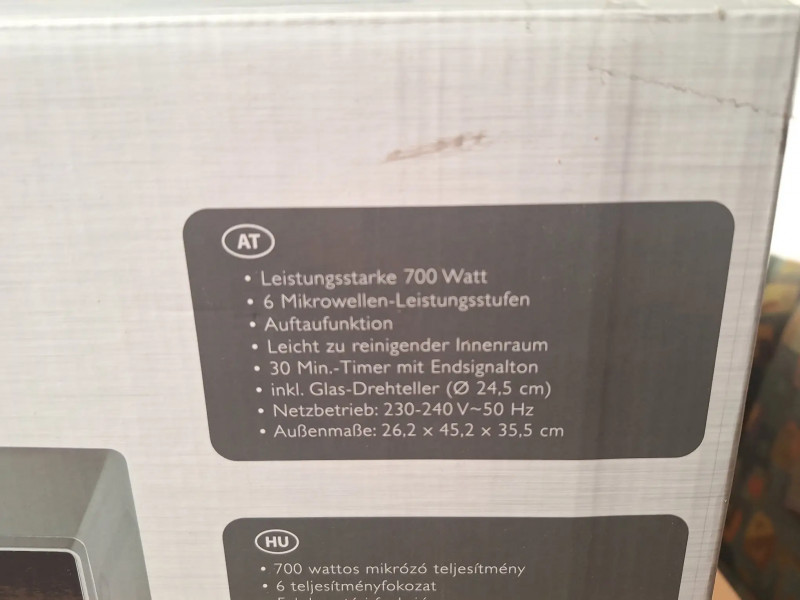 AT
• Leistungsstarke 700 Watt
• 6 Mikrowellen-Leistungsstufen
• Auftaufunktion
• Leicht zu reinigender Innenraum
• 30 Min.-Timer mit Endsignalton
• inkl. Glas-Drehteller (Ø 24,5 cm)
• Netzbetrieb: 230-240 V~50 Hz
• Außenmaße: 26,2 x 45,2 x 35,5 cm
HU
• 700 wattos mikrózó teljesítmény
• 6 teljesítményfokozat